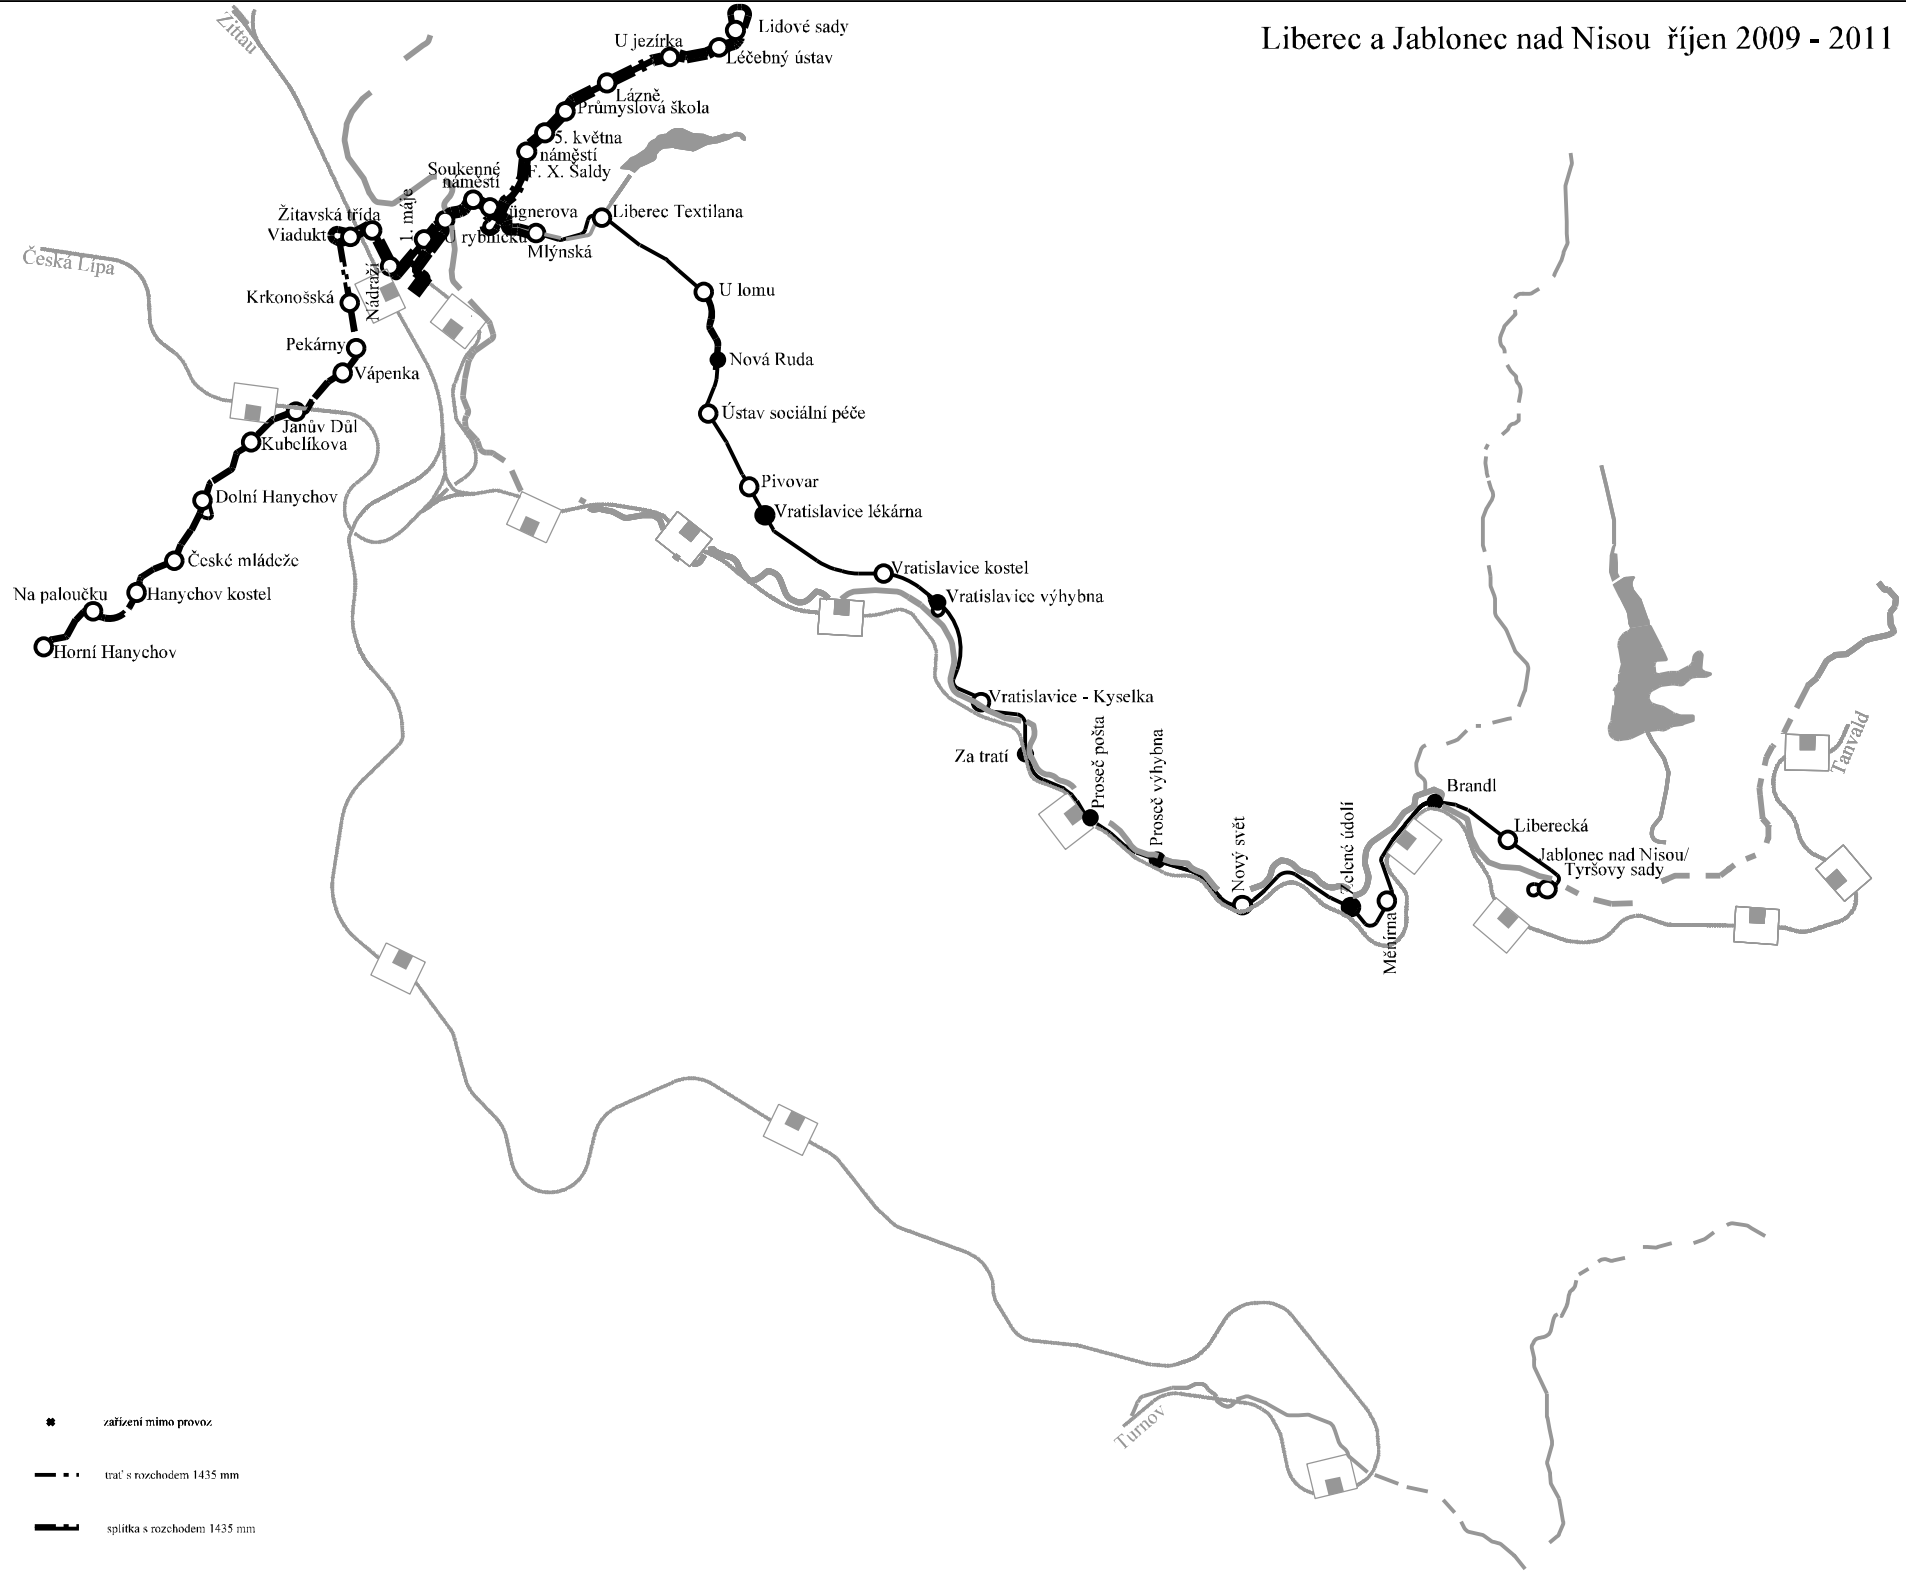 Liberec a Jablonec nad Nisou říjen 2009 - 2011
Zittau
Lidové sady
U jezírka
Léčebný ústav
Lázně
Průmyslová škola
5. května
náměstí
F. X. Šaldy
Soukenné
náměstí
1. máje
Žitavská třída
Viadukt
Liberec Textilana
U rybníčku
Mlýnská
Česká Lípa
Nádraží
Krkonošská
U lomu
Pekárny
Nová Ruda
Vápenka
Ústav sociální péče
Janův Důl
Kubelíkova
Pivovar
Dolní Hanychov
Vratislavice lékárna
České mládeže
Vratislavice kostel
Na paloučku
Hanychov kostel
Vratislavice výhybna
Horní Hanychov
Vratislavice - Kyselka
Za tratí
Proseč pošta
Proseč výhybna
Tanvald
Brandl
Nový svět
Zelené údolí
Liberecká
Jablonec nad Nisou/
Tyršovy sady
Měnírna
Turnov
zařízení mimo provoz
trať s rozchodem 1435 mm
splítka s rozchodem 1435 mm